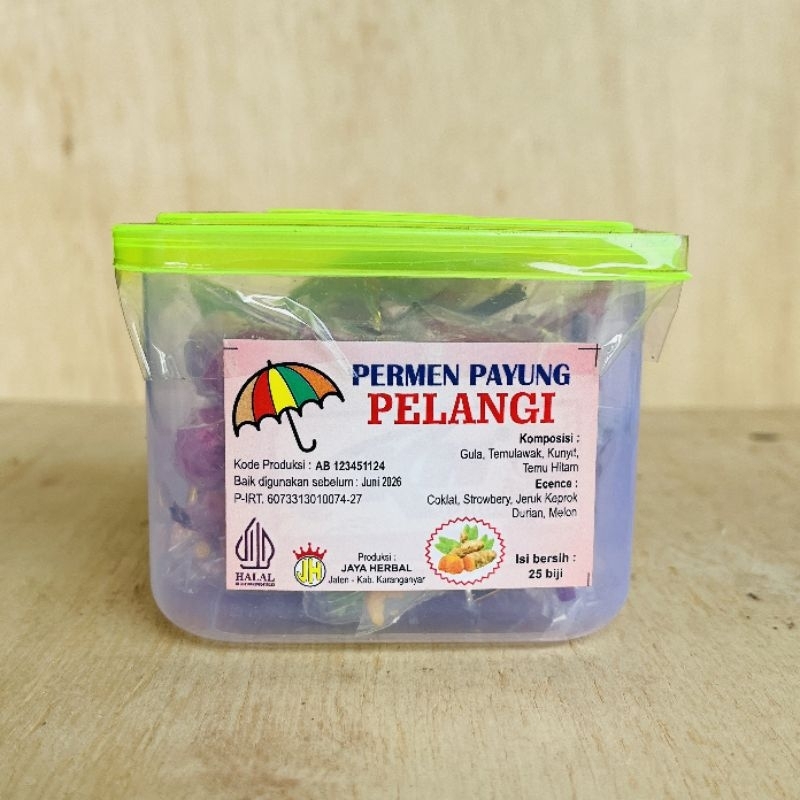 PERMEN PAYUNG
PELANGI
Komposisi :
Gula, Temulawak, Kunyit,
Temu Hitam
Ecence :
Coklat, Strowbery, Jeruk Keprok
Durian, Melon
Kode Produksi : AB 123451124
Baik digunakan sebelum : Juni 2026
P-IRT. 6073313010074-27
HALAL
JH
Produksi :
JAYA HERBAL
Jaten - Kab. Karanganyar
Isi bersih :
25 biji